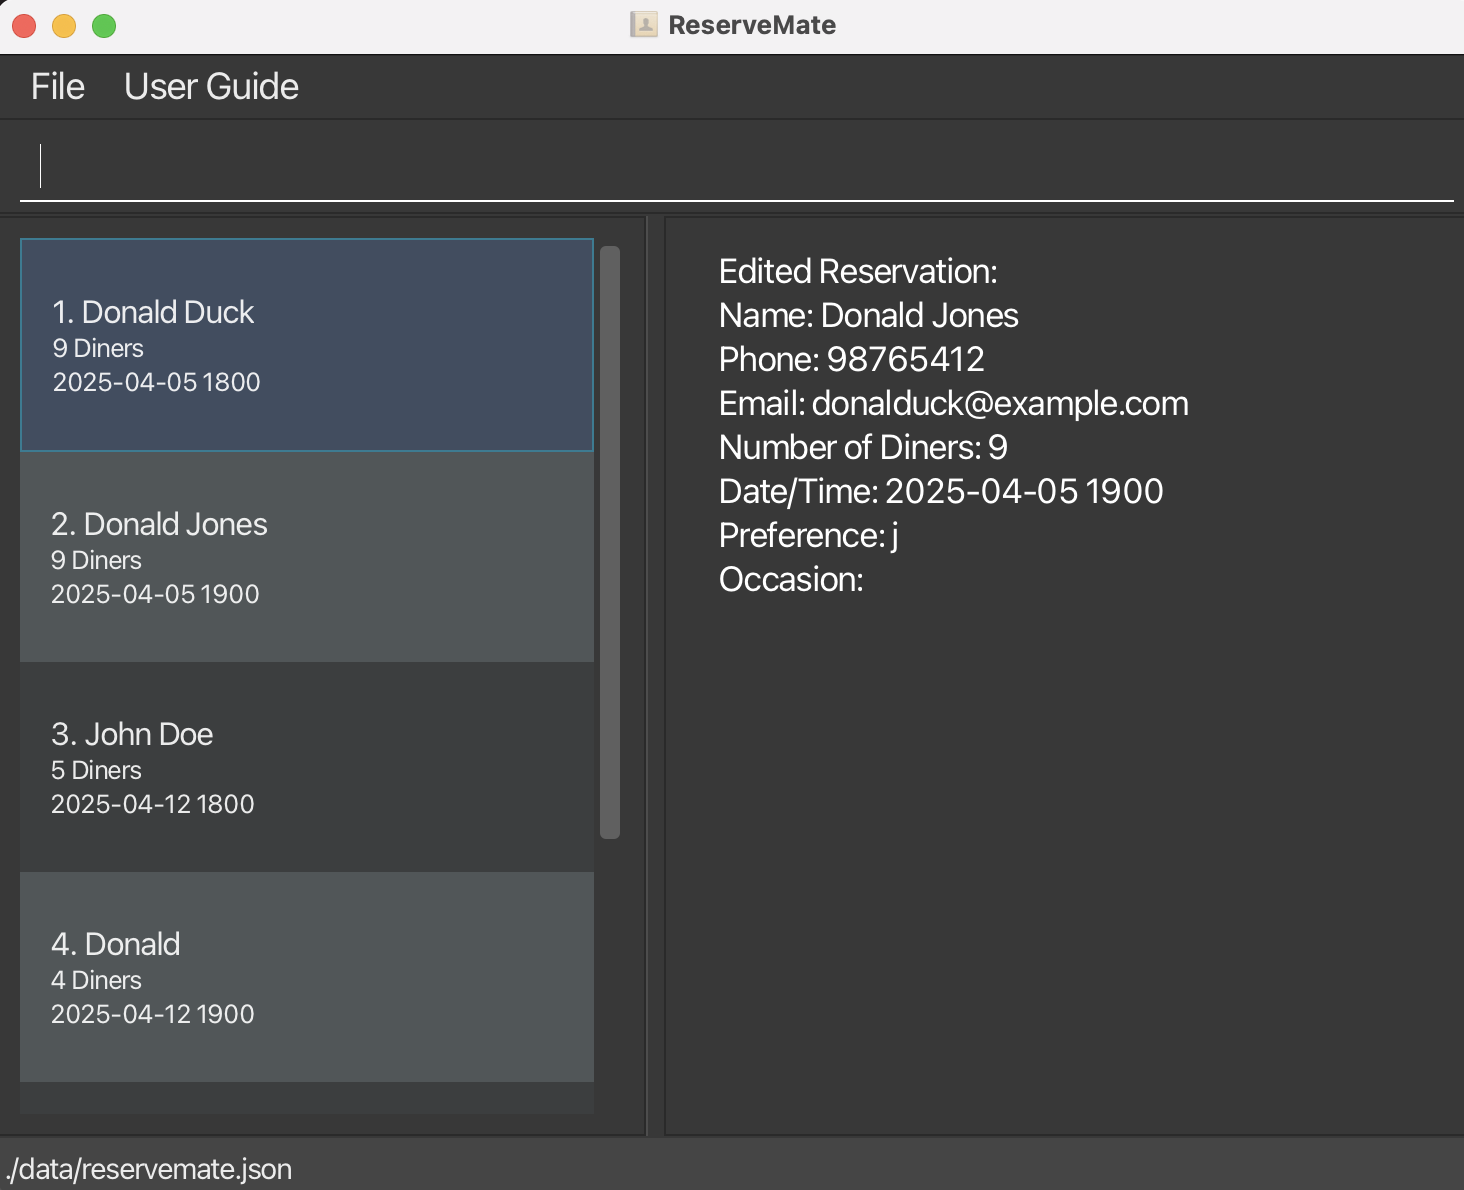 ReserveMate
File User Guide
1. Donald Duck
9 Diners
2025-04-05 1800
2. Donald Jones
9 Diners
2025-04-05 1900
3. John Doe
5 Diners
2025-04-12 1800
4. Donald
4 Diners
2025-04-12 1900
Edited Reservation:
Name: Donald Jones
Phone: 98765412
Email: donalduck@example.com
Number of Diners: 9
Date/Time: 2025-04-05 1900
Preference: j
Occasion:
./data/reservemate.json